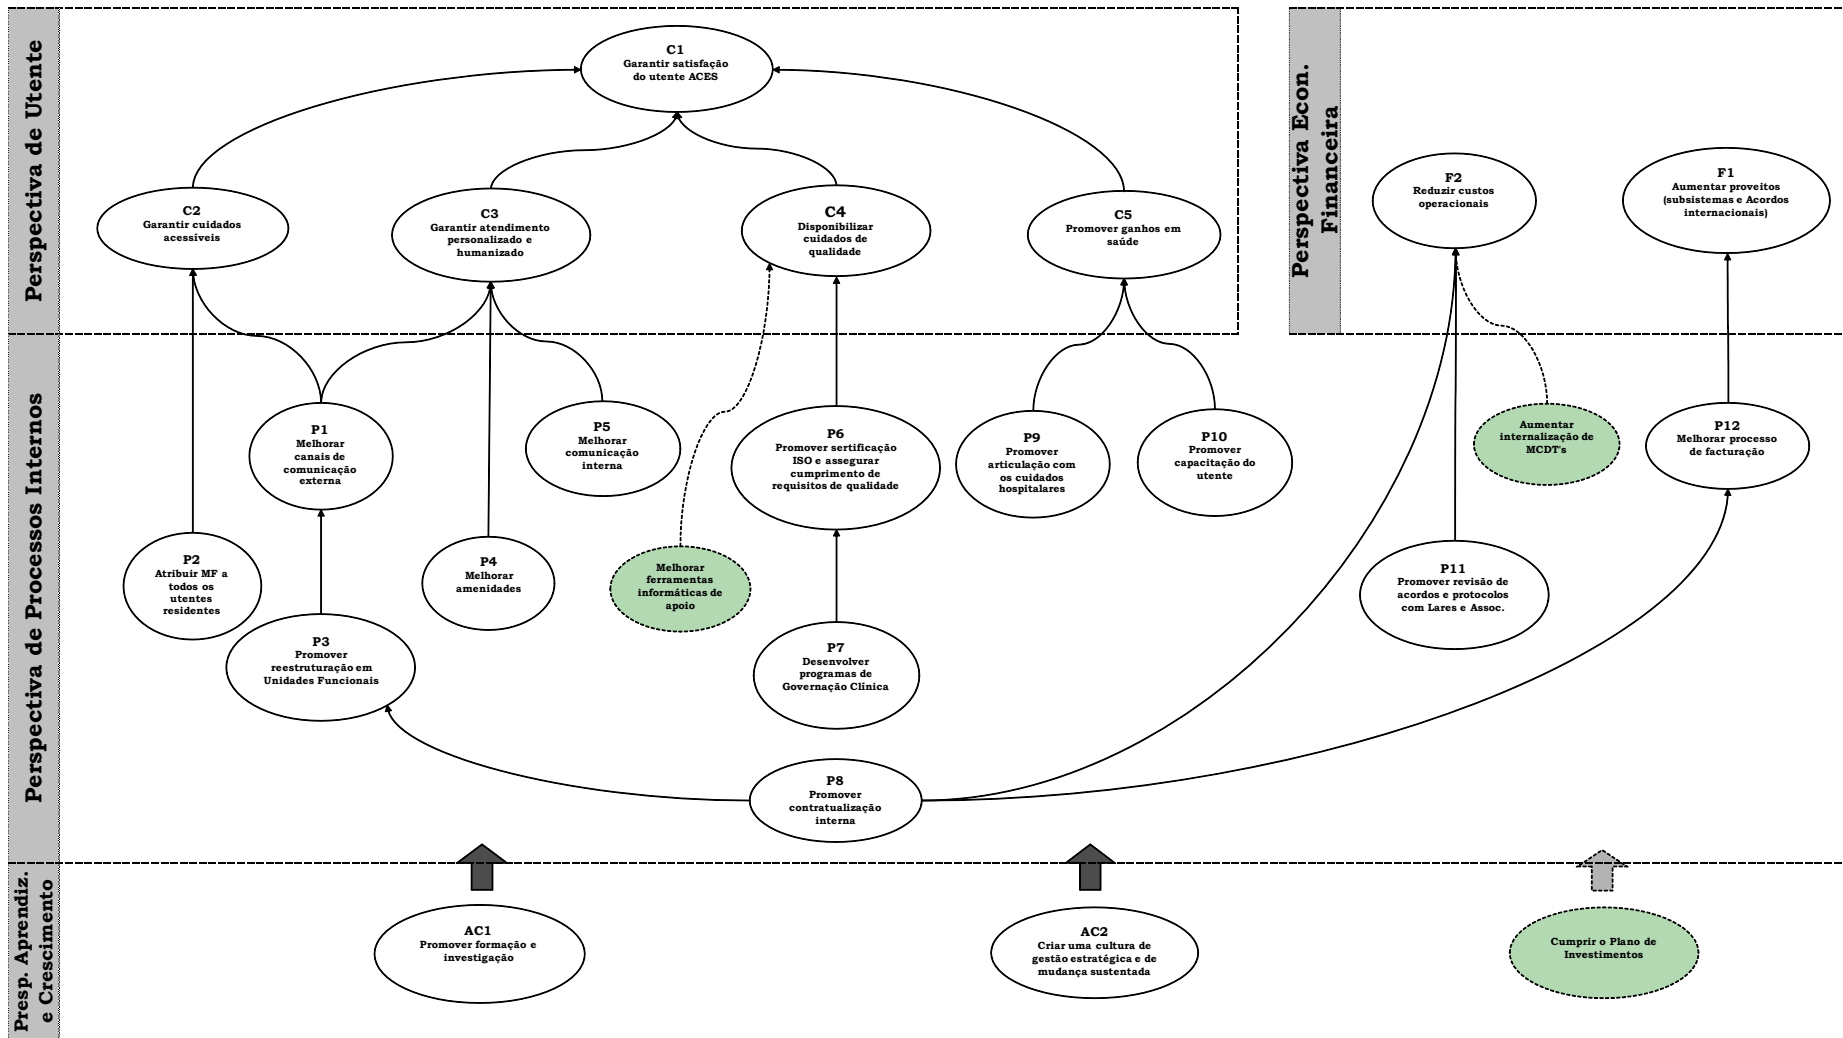 Perspectiva de Utente
C1
Garantir satisfação
do utente ACES
C2
Garantir cuidados
acessíveis
C3
Garantir atendimento
personalizado e
humanizado
C4
Disponibilizar
cuidados de
qualidade
C5
Promover ganhos em
saúde
Perspectiva Econ.
Financeira
F2
Reduzir custos
operacionais
F1
Aumentar proveitos
(subsistemas e Acordos
internacionais)
Perspectiva de Processos Internos
P1
Melhorar
canais de
comunicação
externa
P5
Melhorar
comunicação
interna
P6
Promover sertificação
ISO e assegurar
cumprimento de
requisitos de qualidade
P9
Promover
articulação com
os cuidados
hospitalares
P10
Promover
capacitação do
utente
Aumentar
internalização de
MCDT's
P12
Melhorar processo
de facturação
P2
Atribuir MF a
todos os
utentes
residentes
P4
Melhorar
amenidades
Melhorar
ferramentas
informáticas de
apoio
P11
Promover revisão de
acordos e protocolos
com Lares e Assoc.
P3
Promover
reestruturação em
Unidades Funcionais
P7
Desenvolver
programas de
Governação Clínica
P8
Promover
contratualização
interna
Presp. Aprendiz.
e Crescimento
AC1
Promover formação e
investigação
AC2
Criar uma cultura de
gestão estratégica e de
mudança sustentada
Cumprir o Plano de
Investimentos